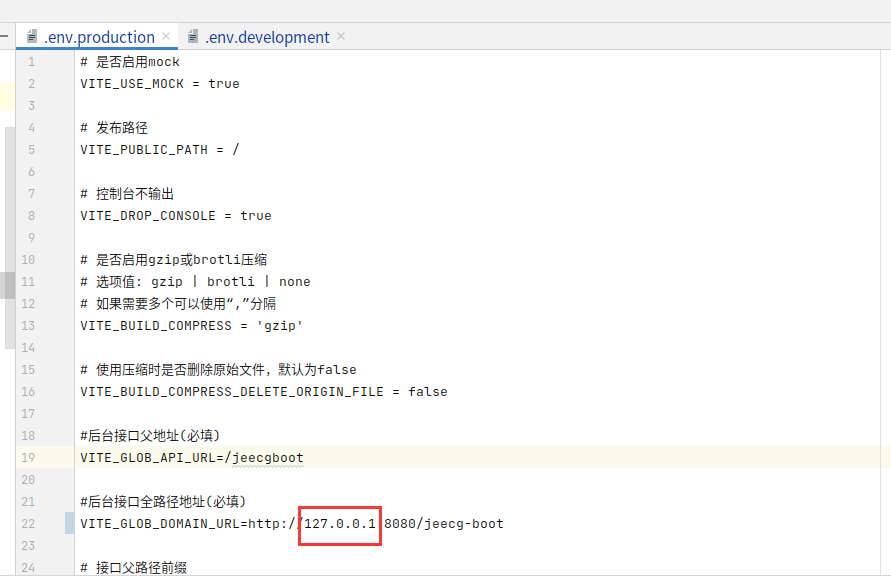 .env.production
.env.development
1 # 是否启用mock
2 VITE_USE_MOCK = true
3
4 # 发布路径
5 VITE_PUBLIC_PATH = /
6
7 # 控制台不输出
8 VITE_DROP_CONSOLE = true
9
10 # 是否启用gzip或brotli压缩
11 # 选项值: gzip | brotli | none
12 # 如果需要多个可以使用“,”分隔
13 VITE_BUILD_COMPRESS = 'gzip'
14
15 # 使用压缩时是否删除原始文件，默认为false
16 VITE_BUILD_COMPRESS_DELETE_ORIGIN_FILE = false
17
18 #后台接口父地址(必填)
19 VITE_GLOB_API_URL=/jeecgboot
20
21 #后台接口全路径地址(必填)
22 VITE_GLOB_DOMAIN_URL=http://127.0.0.1:8080/jeecg-boot
23
24 # 接口父路径前缀